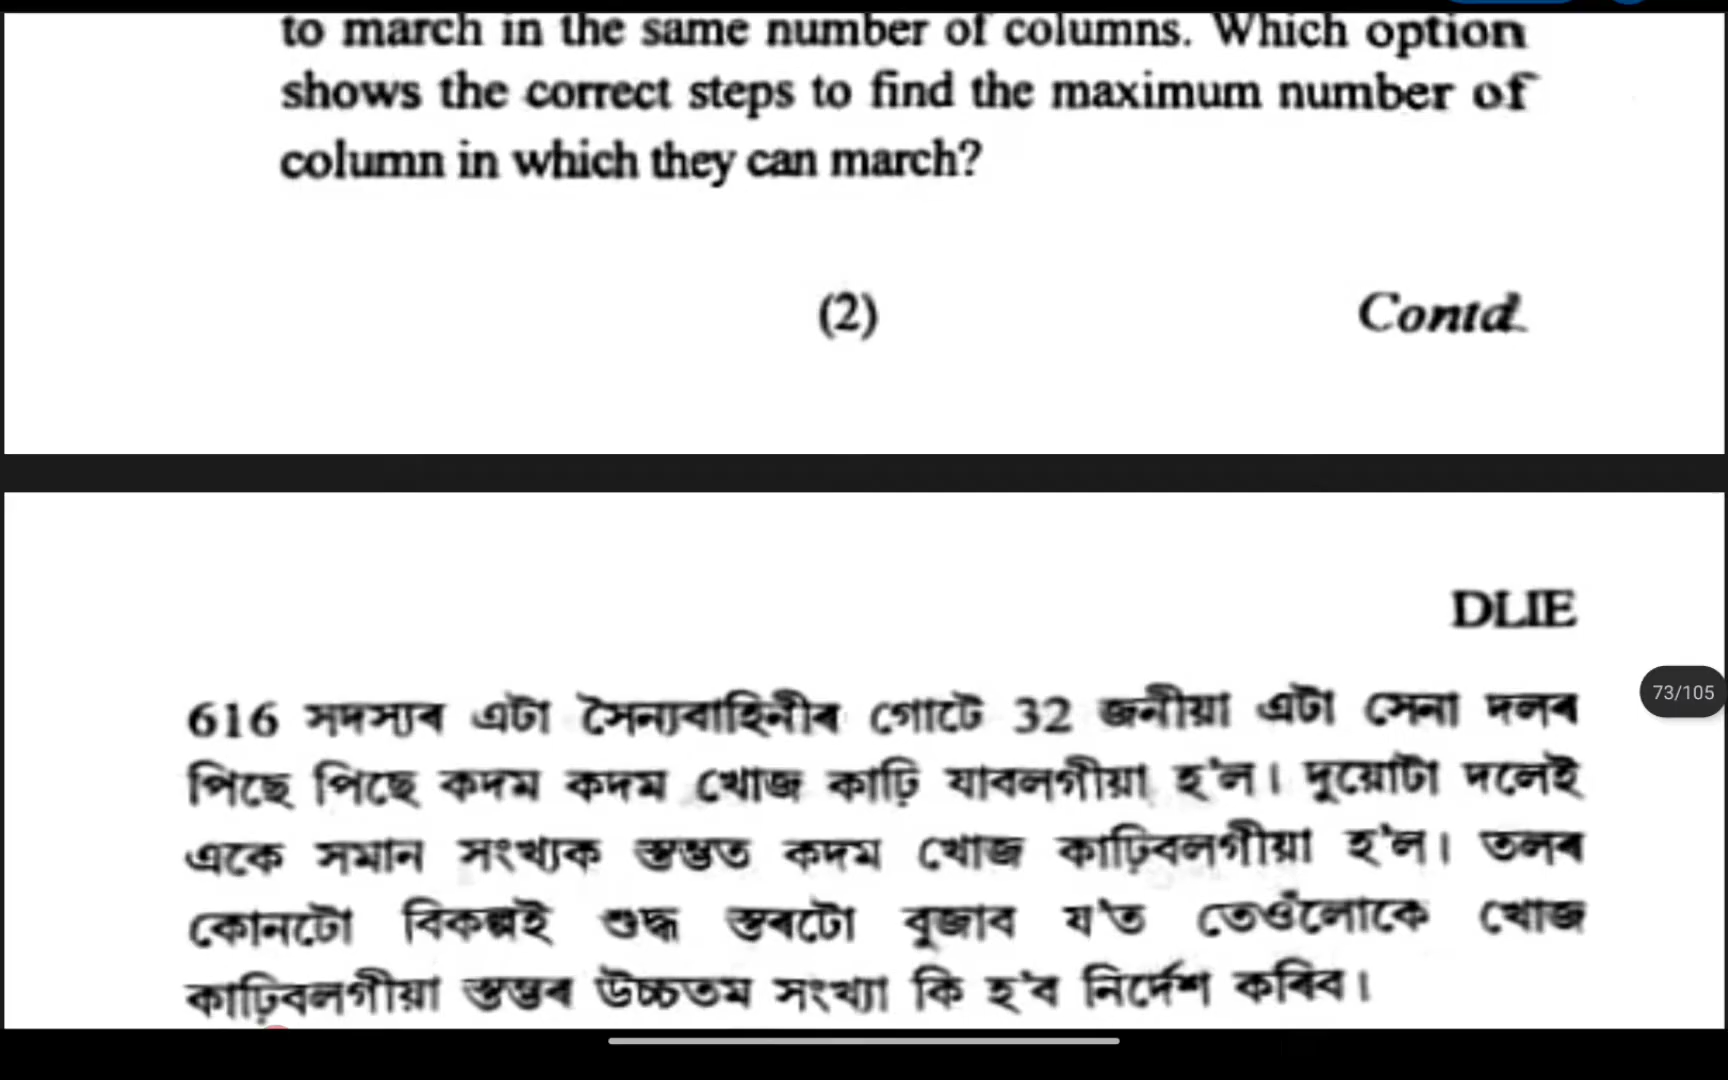 to march in the same number of columns. Which option
shows the correct steps to find the maximum number of
column in which they can march?
(2)
Contd.
DLIE
73/105
616 সদস্যৰ এটা সৈন্যবাহিনীৰ গোটে 32 জনীয়া এটা সেনা দলৰ
পিছে পিছে কদম কদম খোজ কাঢ়ি যাবলগীয়া হ'ল। দুয়োটা দলেই
একে সমান সংখ্যক স্তম্ভত কদম খোজ কাঢ়িবলগীয়া হ'ল। তলৰ
কোনটো বিকল্পই শুদ্ধ স্তৰটো বুজাব য'ত তেওঁলোকে খোজ
কাঢ়িবলগীয়া স্তম্ভৰ উচ্চতম সংখ্যা কি হ'ব নিৰ্দেশ কৰিব।